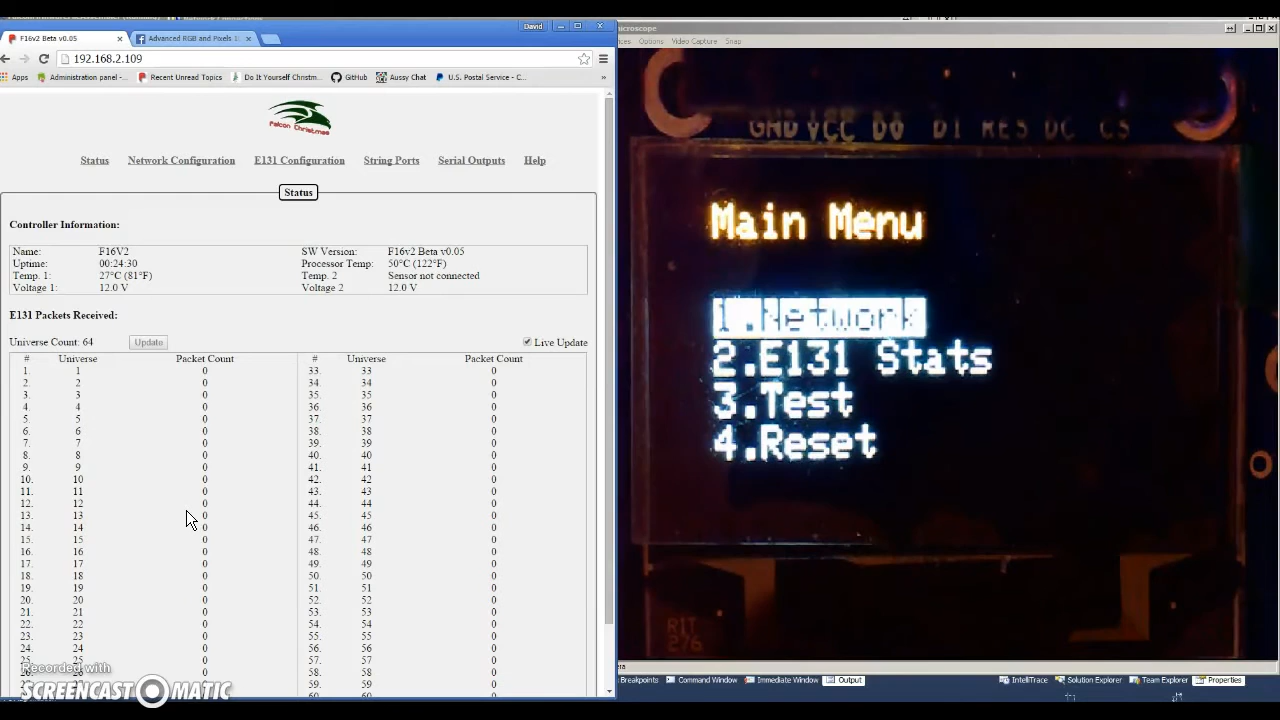 David
F16v2 Beta v0.05
Advanced RGB and Pixels 1
192.168.2.109
Apps
Administration panel -...
Recent Unread Topics
Do It Yourself Christm...
GitHub
Aussy Chat
U.S. Postal Service - C...
»
Falcon Christmas
Status
Network Configuration
E131 Configuration
String Ports
Serial Outputs
Help
Status
Controller Information:
Name: F16V2 SW Version: F16v2 Beta v0.05
Uptime: 00:24:30 Processor Temp: 50°C (122°F)
Temp. 1: 27°C (81°F) Temp. 2 Sensor not connected
Voltage 1: 12.0 V Voltage 2 12.0 V
E131 Packets Received:
Universe Count: 64 Update Live Update
# Universe Packet Count # Universe Packet Count
1. 1 0 33. 33 0
2. 2 0 34. 34 0
3. 3 0 35. 35 0
4. 4 0 36. 36 0
5. 5 0 37. 37 0
6. 6 0 38. 38 0
7. 7 0 39. 39 0
8. 8 0 40. 40 0
9. 9 0 41. 41 0
10. 10 0 42. 42 0
11. 11 0 43. 43 0
12. 12 0 44. 44 0
13. 13 0 45. 45 0
14. 14 0 46. 46 0
15. 15 0 47. 47 0
16. 16 0 48. 48 0
17. 17 0 49. 49 0
18. 18 0 50. 50 0
19. 19 0 51. 51 0
20. 20 0 52. 52 0
21. 21 0 53. 53 0
22. 22 0 54. 54 0
23. 23 0 55. 55 0
24. 24 0 56. 56 0
25 0 57. 57 0
0 58. 58 0
0 59. 59 0
0 60. 60 0
Recorded with
SCREENCAST MATIC
Options Video Capture Snap
GND VCC D0 D1 RES DC CS
Main Menu
1.Network
2.E131 Stats
3.Test
4.Reset
RIT
276
Breakpoints
Command Window
Immediate Window
Output
IntelliTrace
Solution Explorer
Team Explorer
Properties